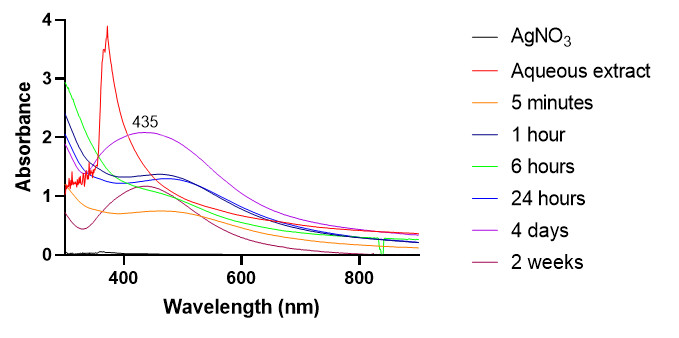 Absorbance
4
3
2
1
0
435
400
600
800
Wavelength (nm)
AgNO₃
Aqueous extract
5 minutes
1 hour
6 hours
24 hours
4 days
2 weeks